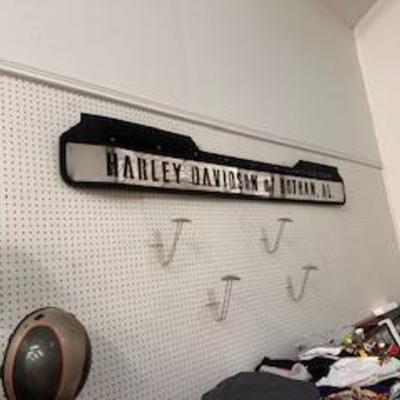 HARLEY DAVIDSON of DOTHAN, AL.